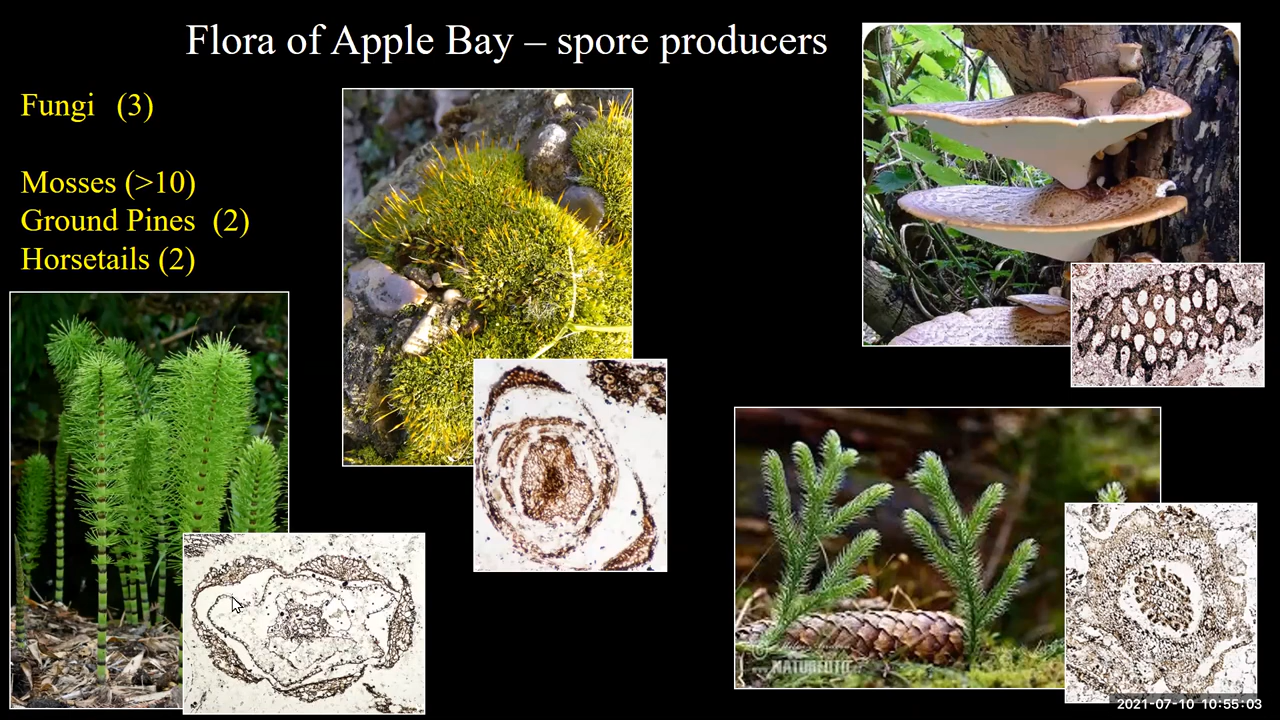 Flora of Apple Bay – spore producers
Fungi (3)
Mosses (>10)
Ground Pines (2)
Horsetails (2)
NATUREFOTO
2021-07-10 10:55:03